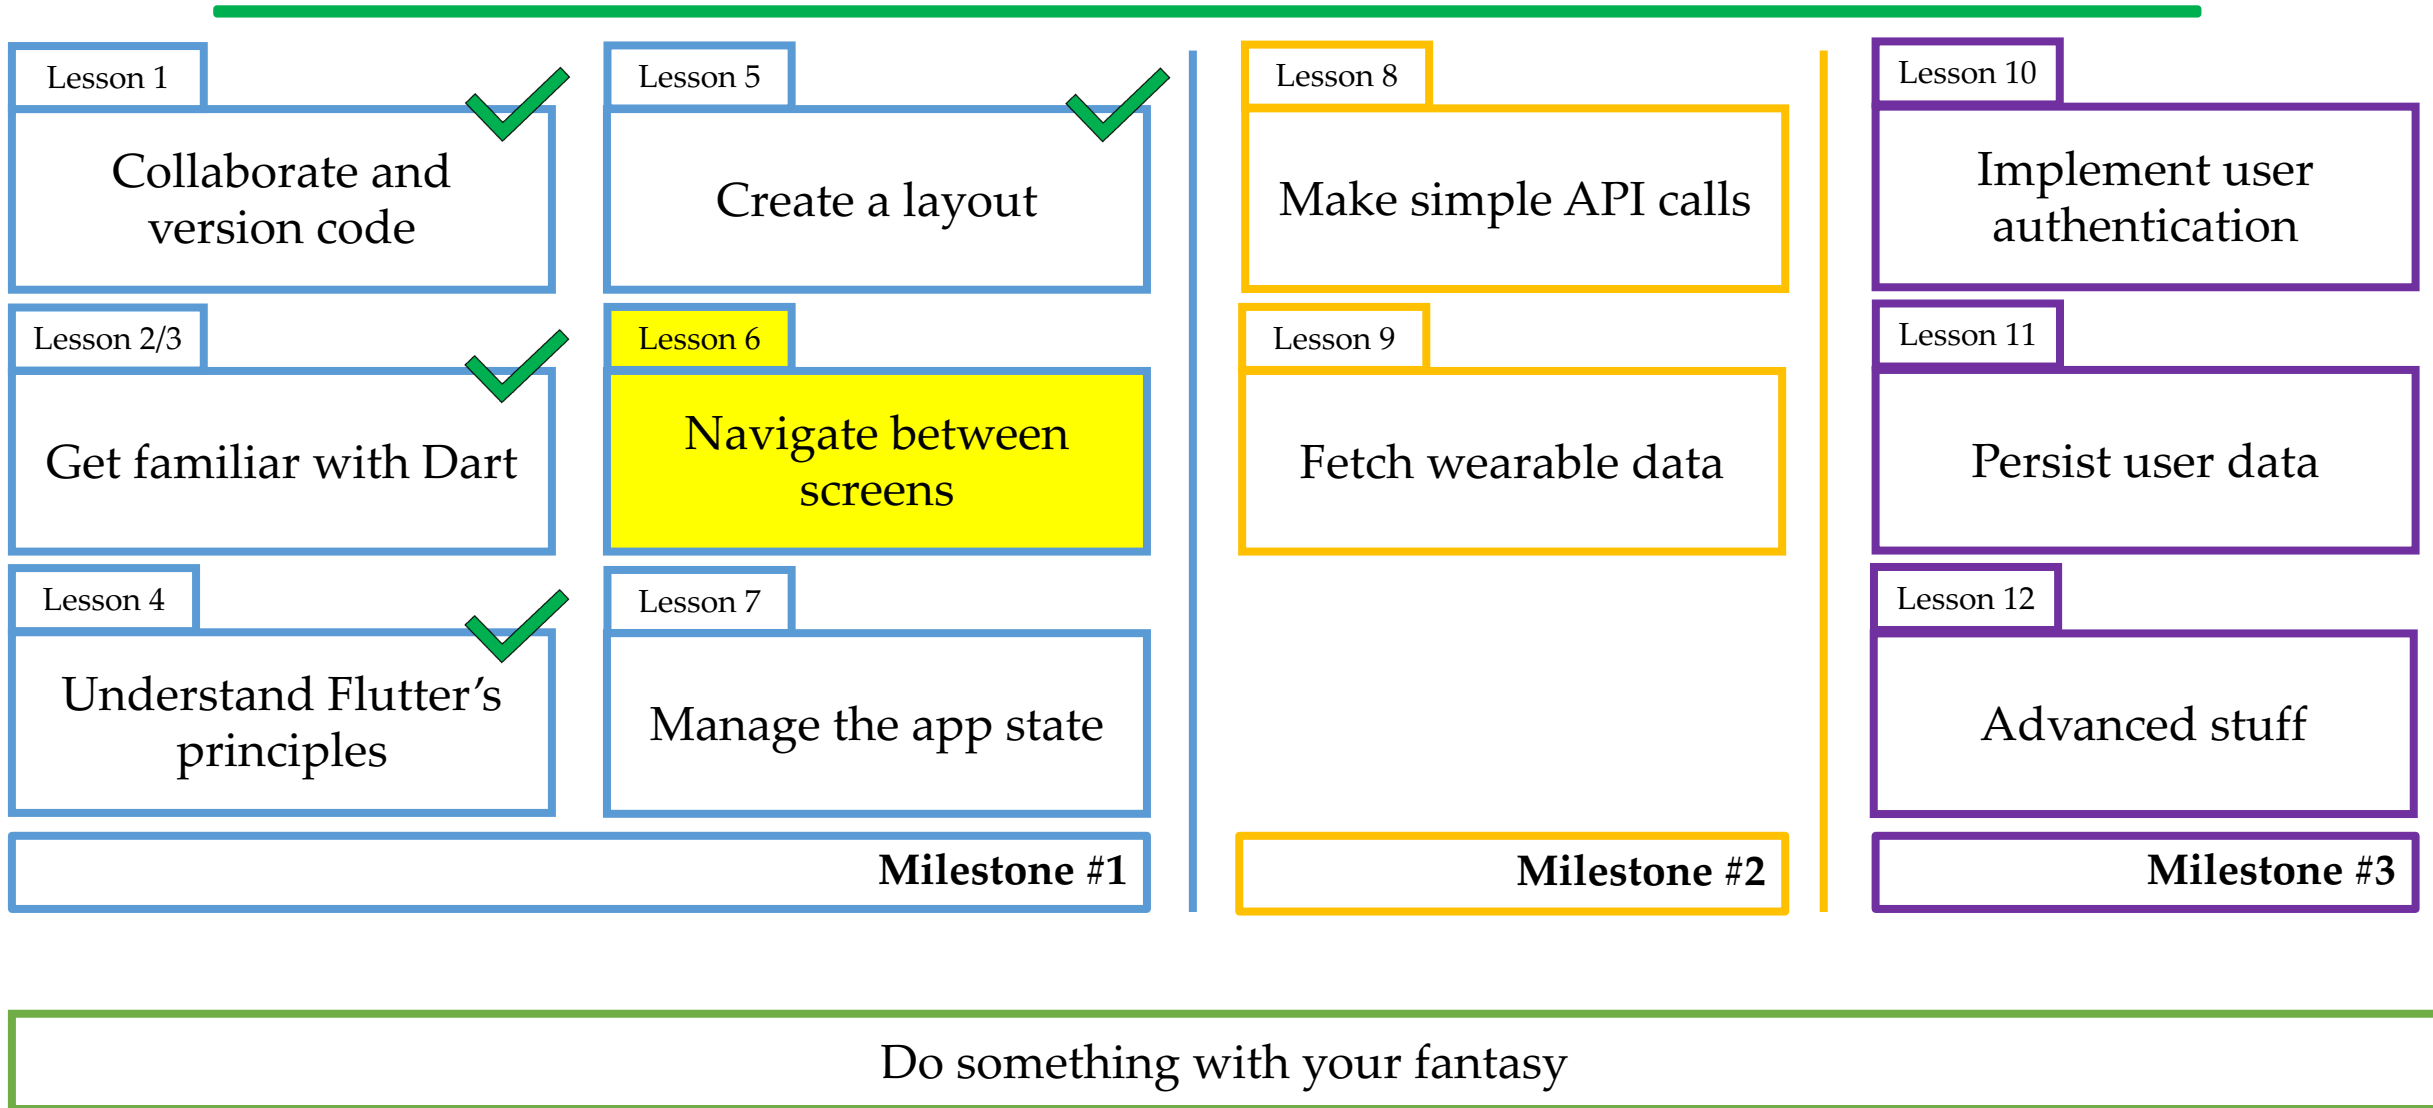 Lesson 1
Collaborate and
version code
Lesson 2/3
Get familiar with Dart
Lesson 4
Understand Flutter’s
principles
Lesson 5
Create a layout
Lesson 6
Navigate between
screens
Lesson 7
Manage the app state
Milestone #1
Lesson 8
Make simple API calls
Lesson 9
Fetch wearable data
Milestone #2
Lesson 10
Implement user
authentication
Lesson 11
Persist user data
Lesson 12
Advanced stuff
Milestone #3
Do something with your fantasy